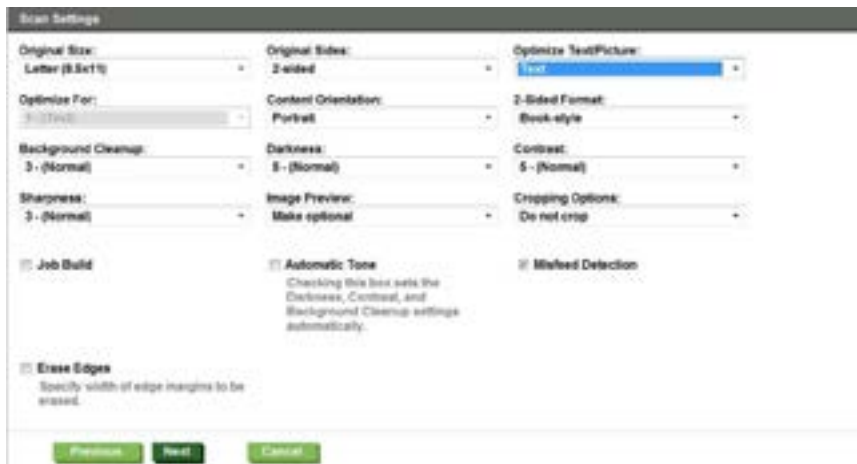 Scan Settings
Original Size: Original Sides: Optimize Text/Picture:
Letter (8.5x11) 2-sided Text
Optimize For: Content Orientation: 2-Sided Format:
Portrait Book-style
Background Cleanup: Darkness: Contrast:
3 - (Normal) 5 - (Normal) 5 - (Normal)
Sharpness: Image Preview: Cropping Options:
3 - (Normal) Make optional Do not crop
Job Build Automatic Tone Misfeed Detection
Checking this box sets the
Darkness, Contrast, and
Background Cleanup settings
automatically.
Erase Edges
Specify width of edge margins to be
erased.
Previous Next Cancel